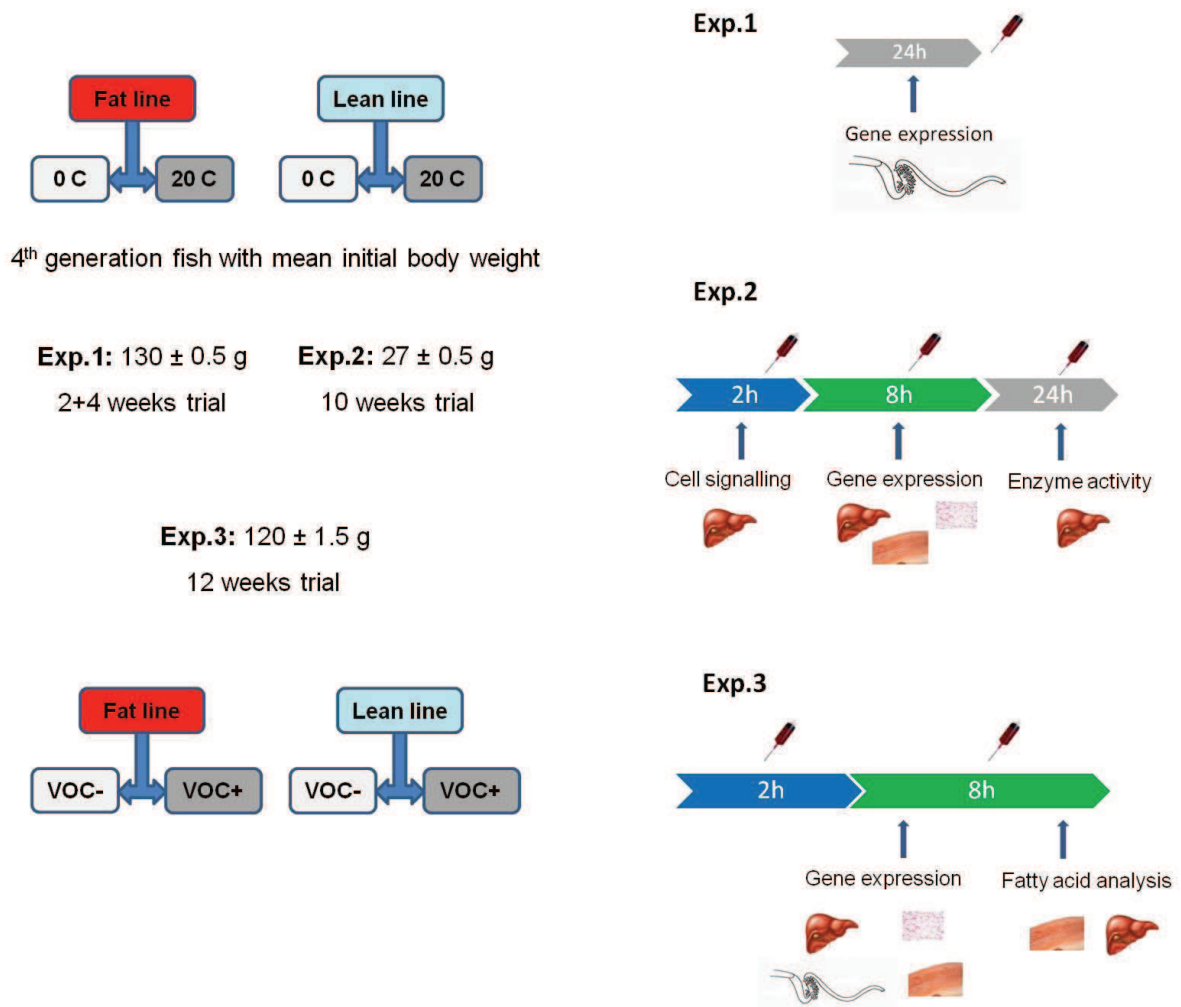 Fat line
Lean line
0 C
20 C
0 C
20 C
4th generation fish with mean initial body weight
Exp.1: 130 ± 0.5 g
Exp.2: 27 ± 0.5 g
2+4 weeks trial
10 weeks trial
Exp.3: 120 ± 1.5 g
12 weeks trial
Fat line
Lean line
VOC-
VOC+
VOC-
VOC+
Exp.1
24h
Gene expression
Exp.2
2h
8h
24h
Cell signalling
Gene expression
Enzyme activity
Exp.3
2h
8h
Gene expression
Fatty acid analysis